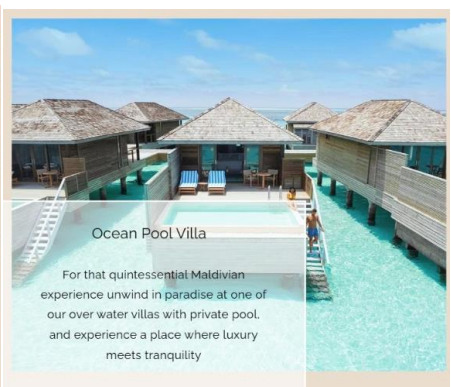 Ocean Pool Villa
For that quintessential Maldivian
experience unwind in paradise at one of
our over water villas with private pool,
and experience a place where luxury
meets tranquility